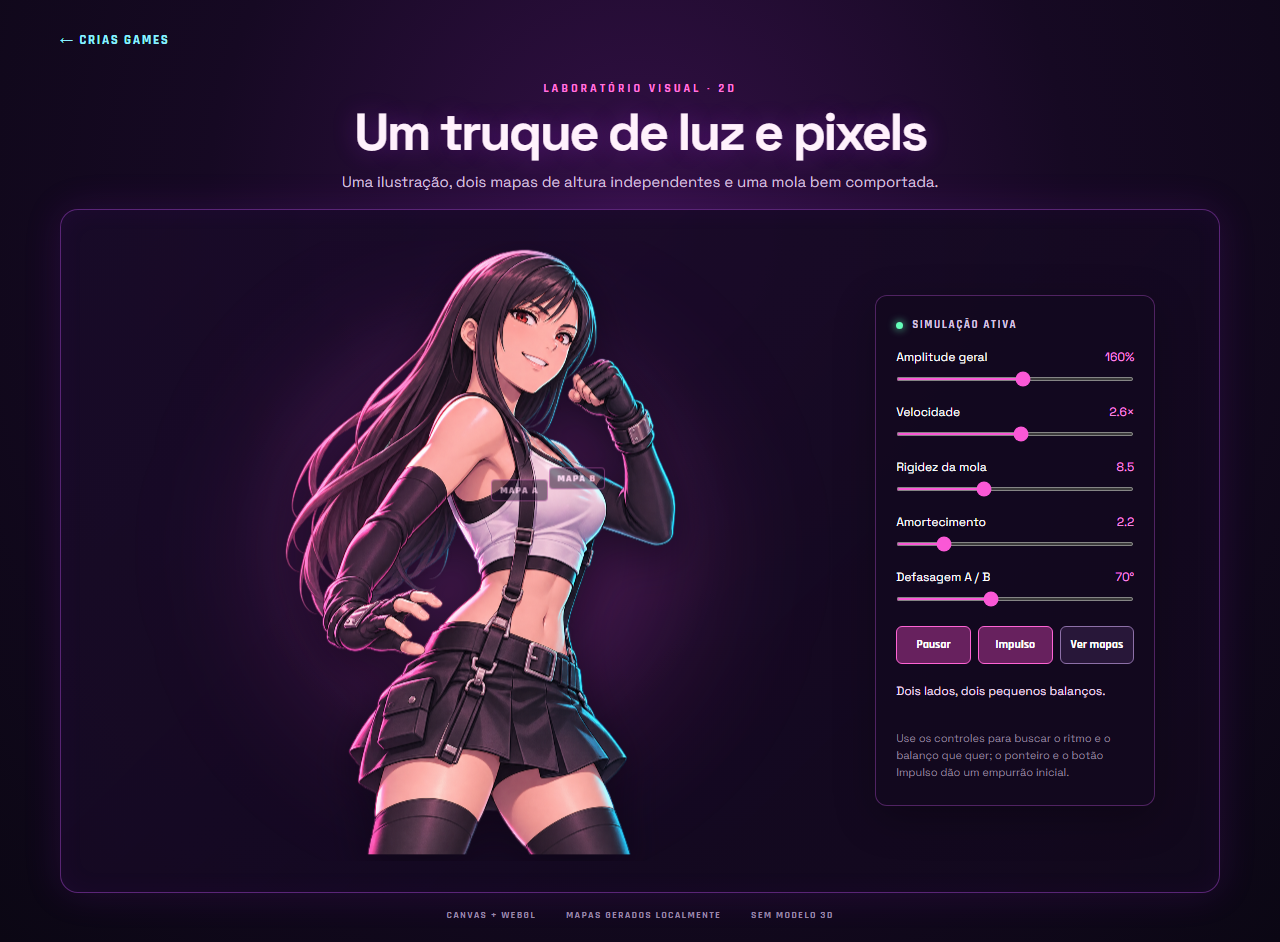 ← CRIAS GAMES
LABORATÓRIO VISUAL · 2D
Um truque de luz e pixels
Uma ilustração, dois mapas de altura independentes e uma mola bem comportada.
MAPA A
MAPA B
SIMULAÇÃO ATIVA
Amplitude geral 160%
Velocidade 2.6×
Rigidez da mola 8.5
Amortecimento 2.2
Defasagem A / B 70°
Pausar Impulso Ver mapas
Dois lados, dois pequenos balanços.
Use os controles para buscar o ritmo e o
balanço que quer; o ponteiro e o botão
Impulso dão um empurrão inicial.
CANVAS + WEBGL MAPAS GERADOS LOCALMENTE SEM MODELO 3D